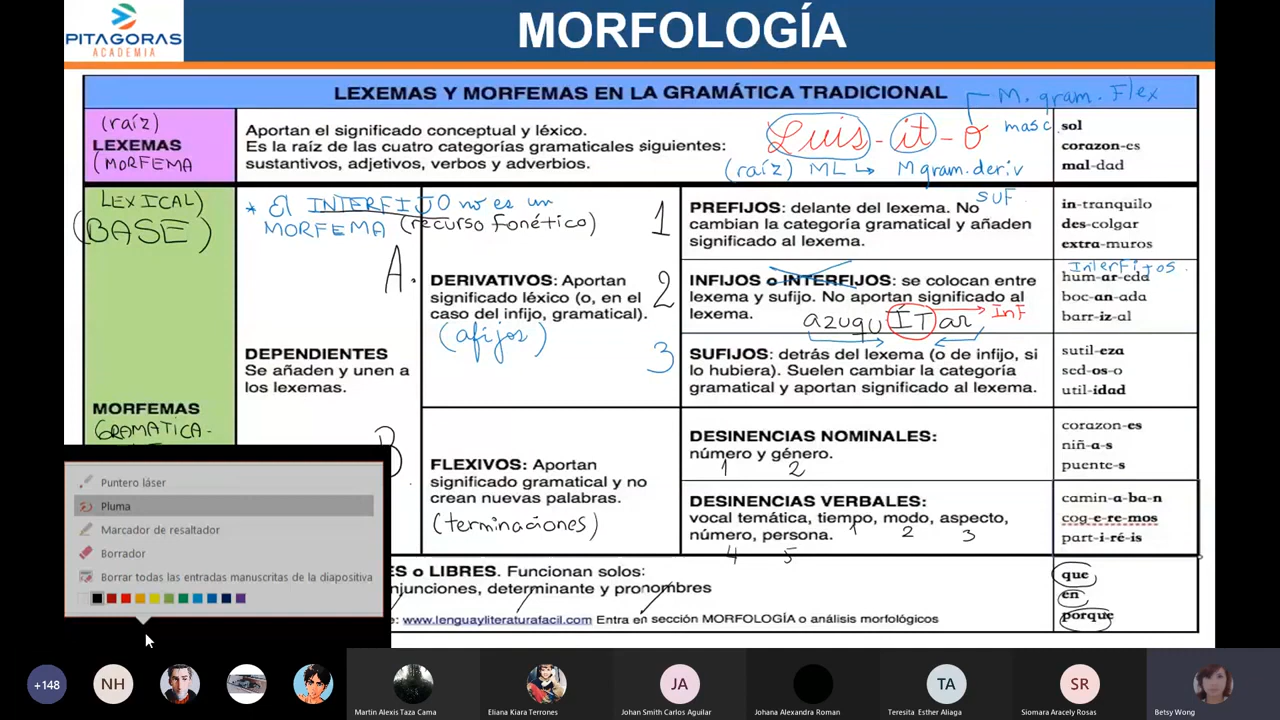 PITAGORAS
ACADEMIA
MORFOLOGÍA
LEXEMAS Y MORFEMAS EN LA GRAMÁTICA TRADICIONAL
M. gram. Flex
masc.
(raíz)
LEXEMAS
(MORFEMA
LEXICAL)
(BASE)
Aportan el significado conceptual y léxico.
Es la raíz de las cuatro categorías gramaticales siguientes:
sustantivos, adjetivos, verbos y adverbios.
Luis - it - o
(raíz) ML → M gram. deriv
SUF
sol
corazon-es
mal-dad
* El INTERFIJO no es un
MORFEMA (recurso fonético)
MORFEMAS
GRAMATICA-
DEPENDIENTES
Se añaden y unen a
los lexemas.
A.
DERIVATIVOS: Aportan
significado léxico (o, en el
caso del infijo, gramatical).
(afijos)
1
PREFIJOS: delante del lexema. No
cambian la categoría gramatical y añaden
significado al lexema.
in-tranquilo
des-colgar
extra-muros
2
INFIJOS o INTERFIJOS: se colocan entre
lexema y sufijo. No aportan significado al
lexema.
azuquÍTar → InF
Interfijos.
hum-ar-eda
boc-an-ada
barr-iz-al
3
SUFIJOS: detrás del lexema (o de infijo, si
lo hubiera). Suelen cambiar la categoría
gramatical y aportan significado al lexema.
sutil-eza
sed-os-o
util-idad
B
FLEXIVOS: Aportan
significado gramatical y no
crean nuevas palabras.
(terminaciones)
DESINENCIAS NOMINALES:
número y género.
1 2
corazon-es
niñ-a-s
puente-s
DESINENCIAS VERBALES:
vocal temática, tiempo, modo, aspecto,
número, persona.
1 2 3
4 5
camin-a-ba-n
cog-e-re-mos
part-i-ré-is
ES o LIBRES. Funcionan solos:
njunciones, determinante y pronombres
: www.lenguayliteraturafacil.com Entra en sección MORFOLOGÍA o análisis morfológicos
que
en
porque
Puntero láser
Pluma
Marcador de resaltador
Borrador
Borrar todas las entradas manuscritas de la diapositiva
+148
NH
Martin Alexis Taza Cama
Eliana Kiara Terrones
JA
Johan Smith Carlos Aguilar
Johana Alexandra Roman
TA
Teresita Esther Aliaga
SR
Siomara Aracely Rosas
Betsy Wong